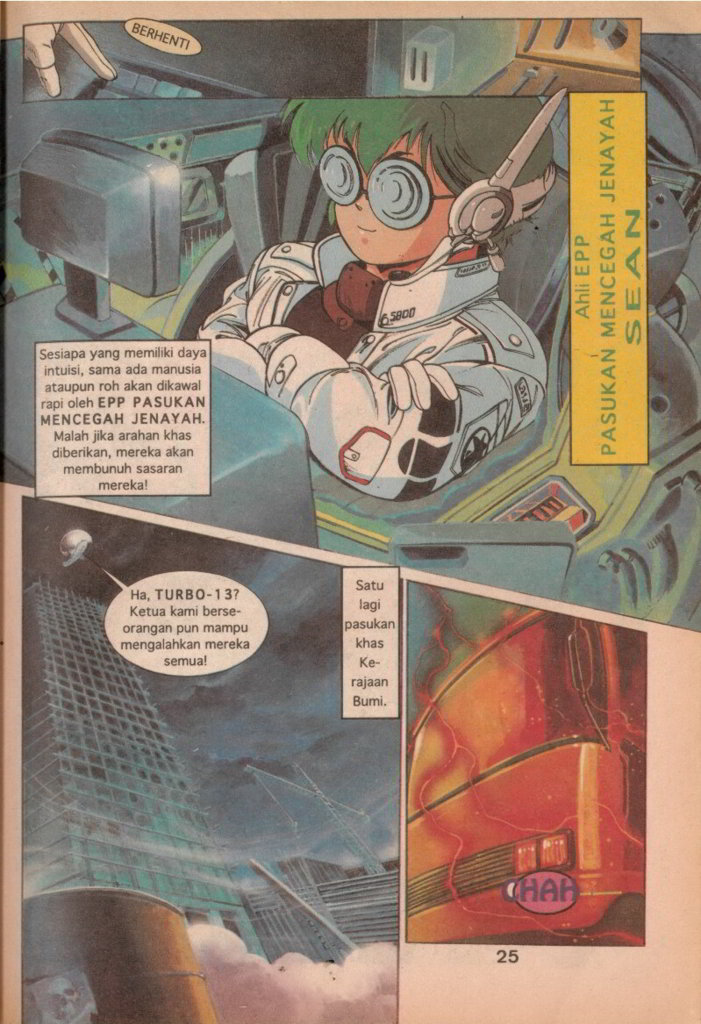 BERHENTI
Ahli EPP
PASUKAN MENCEGAH JENAYAH
SEAN
S800
Sesiapa yang memiliki daya
intuisi, sama ada manusia
ataupun roh akan dikawal
rapi oleh EPP PASUKAN
MENCEGAH JENAYAH.
Malah jika arahan khas
diberikan, mereka akan
membunuh sasaran
mereka!
Ha, TURBO-13?
Ketua kami berse-
orangan pun mampu
mengalahkan mereka
semua!
Satu
lagi
pasukan
khas
Ke-
rajaan
Bumi.
CHAH
25